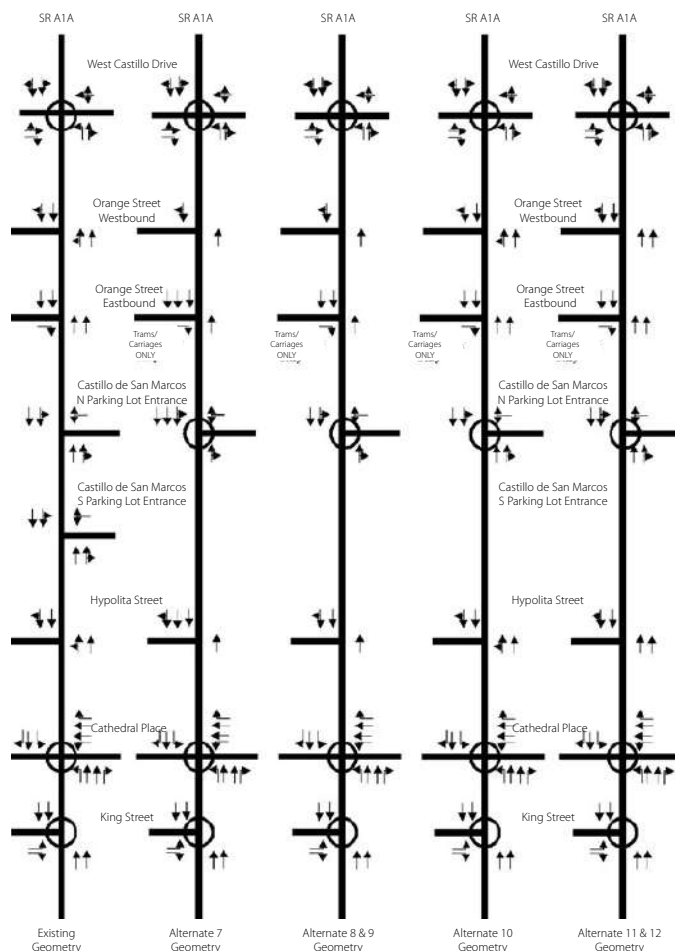 SR A1A
SR A1A
SR A1A
SR A1A
SR A1A
West Castillo Drive
West Castillo Drive
Orange Street
Westbound
Orange Street
Westbound
Orange Street
Eastbound
Orange Street
Eastbound
Trams/
Carriages
ONLY
Trams/
Carriages
ONLY
Trams/
Carriages
ONLY
Trams/
Carriages
ONLY
Castillo de San Marcos
N Parking Lot Entrance
Castillo de San Marcos
N Parking Lot Entrance
Castillo de San Marcos
S Parking Lot Entrance
Castillo de San Marcos
S Parking Lot Entrance
Hypolita Street
Hypolita Street
Cathedral Place
Cathedral Place
King Street
King Street
Existing
Geometry
Alternate 7
Geometry
Alternate 8 & 9
Geometry
Alternate 10
Geometry
Alternate 11 & 12
Geometry